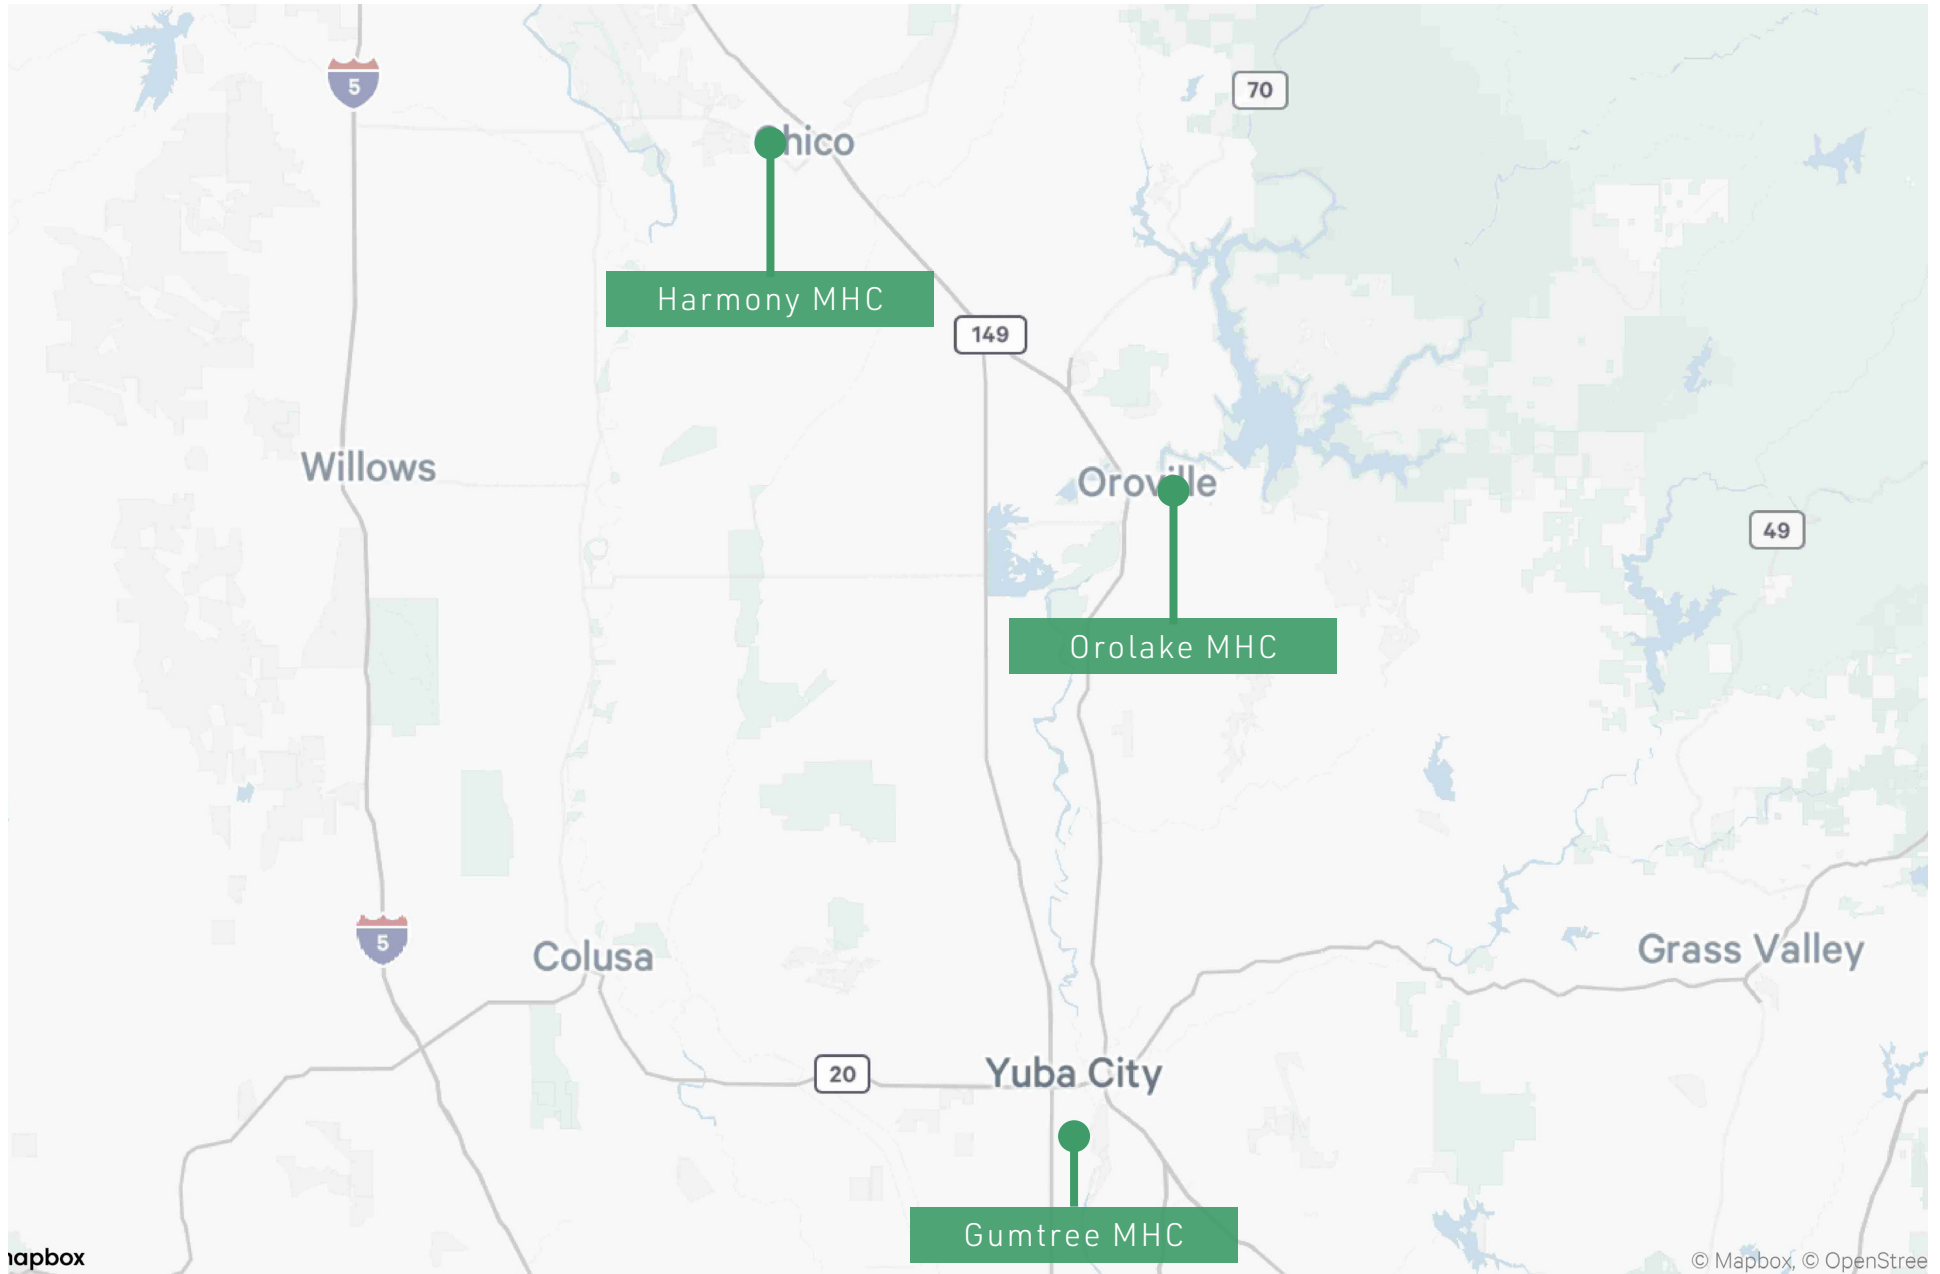 5
70
Chico
Harmony MHC
149
Willows
Oroville
49
Orolake MHC
5
Colusa
Grass Valley
20
Yuba City
Gumtree MHC
mapbox
© Mapbox, © OpenStree